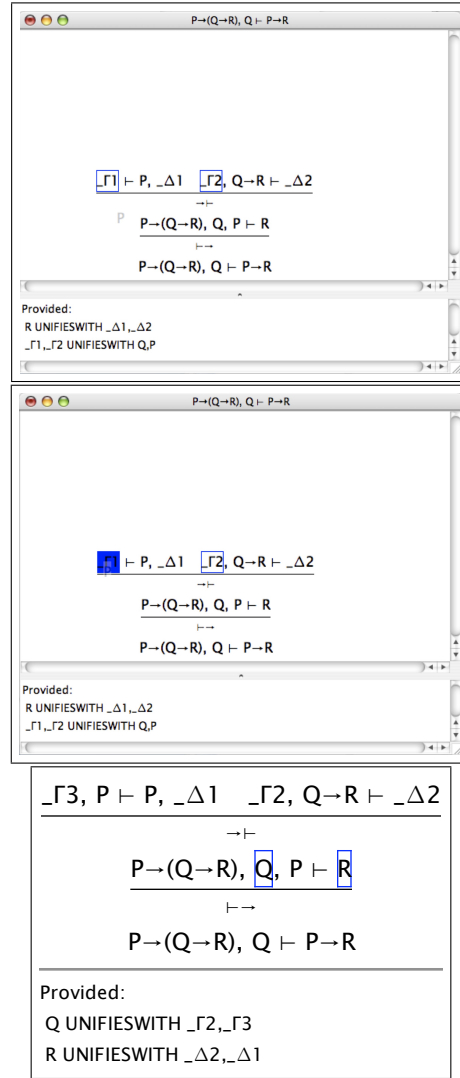 P→(Q→R), Q ⊢ P→R
_Γ1 ⊢ P, _Δ1 _Γ2, Q→R ⊢ _Δ2
→⊢
P
P→(Q→R), Q, P ⊢ R
⊢→
P→(Q→R), Q ⊢ P→R
Provided:
R UNIFIESWITH _Δ1,_Δ2
_Γ1,_Γ2 UNIFIESWITH Q,P
P→(Q→R), Q ⊢ P→R
_Γ1 ⊢ P, _Δ1 _Γ2, Q→R ⊢ _Δ2
→⊢
P→(Q→R), Q, P ⊢ R
⊢→
P→(Q→R), Q ⊢ P→R
Provided:
R UNIFIESWITH _Δ1,_Δ2
_Γ1,_Γ2 UNIFIESWITH Q,P
_Γ3, P ⊢ P, _Δ1 _Γ2, Q→R ⊢ _Δ2
→⊢
P→(Q→R), Q, P ⊢ R
⊢→
P→(Q→R), Q ⊢ P→R
Provided:
Q UNIFIESWITH _Γ2,_Γ3
R UNIFIESWITH _Δ2,_Δ1